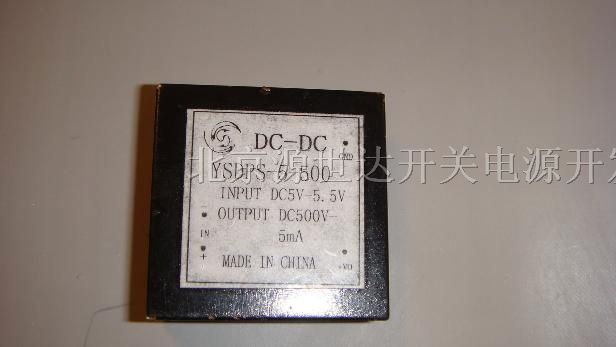 DC-DC
GND
YSDPS-5-500
INPUT DC5V-5.5V
OUTPUT DC500V-
5mA
-
IN
+
MADE IN CHINA
+VO
北京源世达开关电源开发